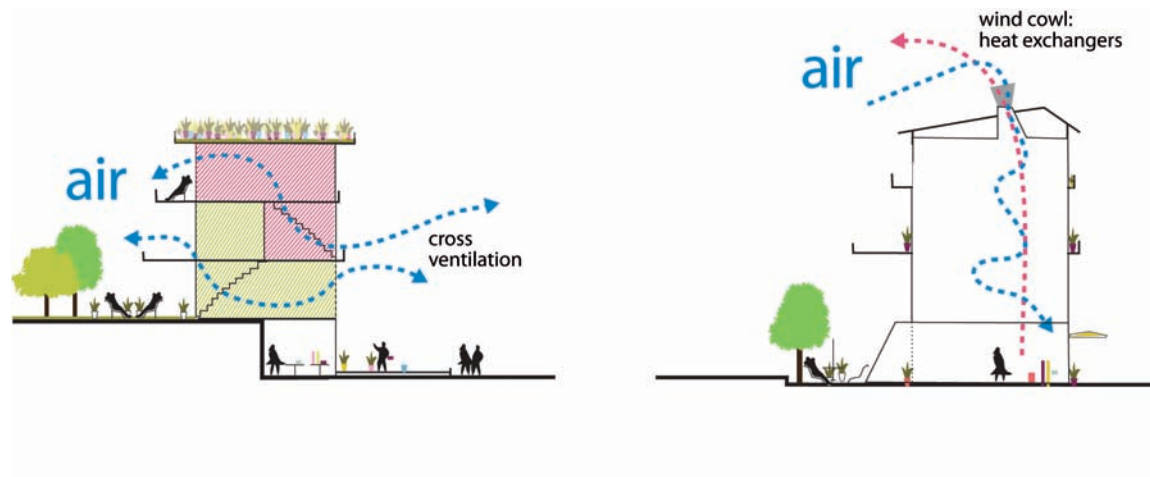 air
cross
ventilation
wind cowl:
heat exchangers
air